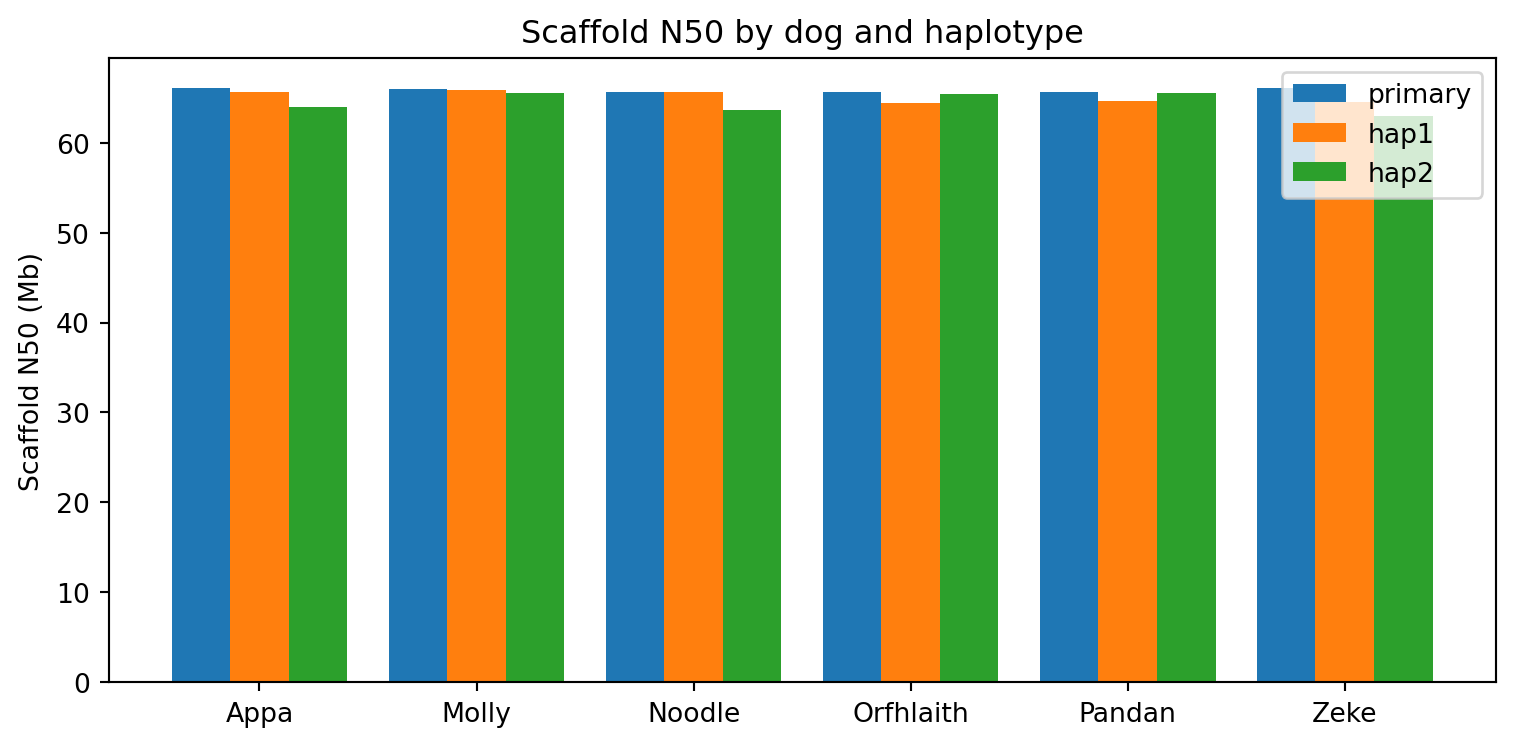 Scaffold N50 by dog and haplotype
primary
hap1
hap2
Scaffold N50 (Mb)
60
50
40
30
20
10
0
Appa Molly Noodle Orfhlaith Pandan Zeke